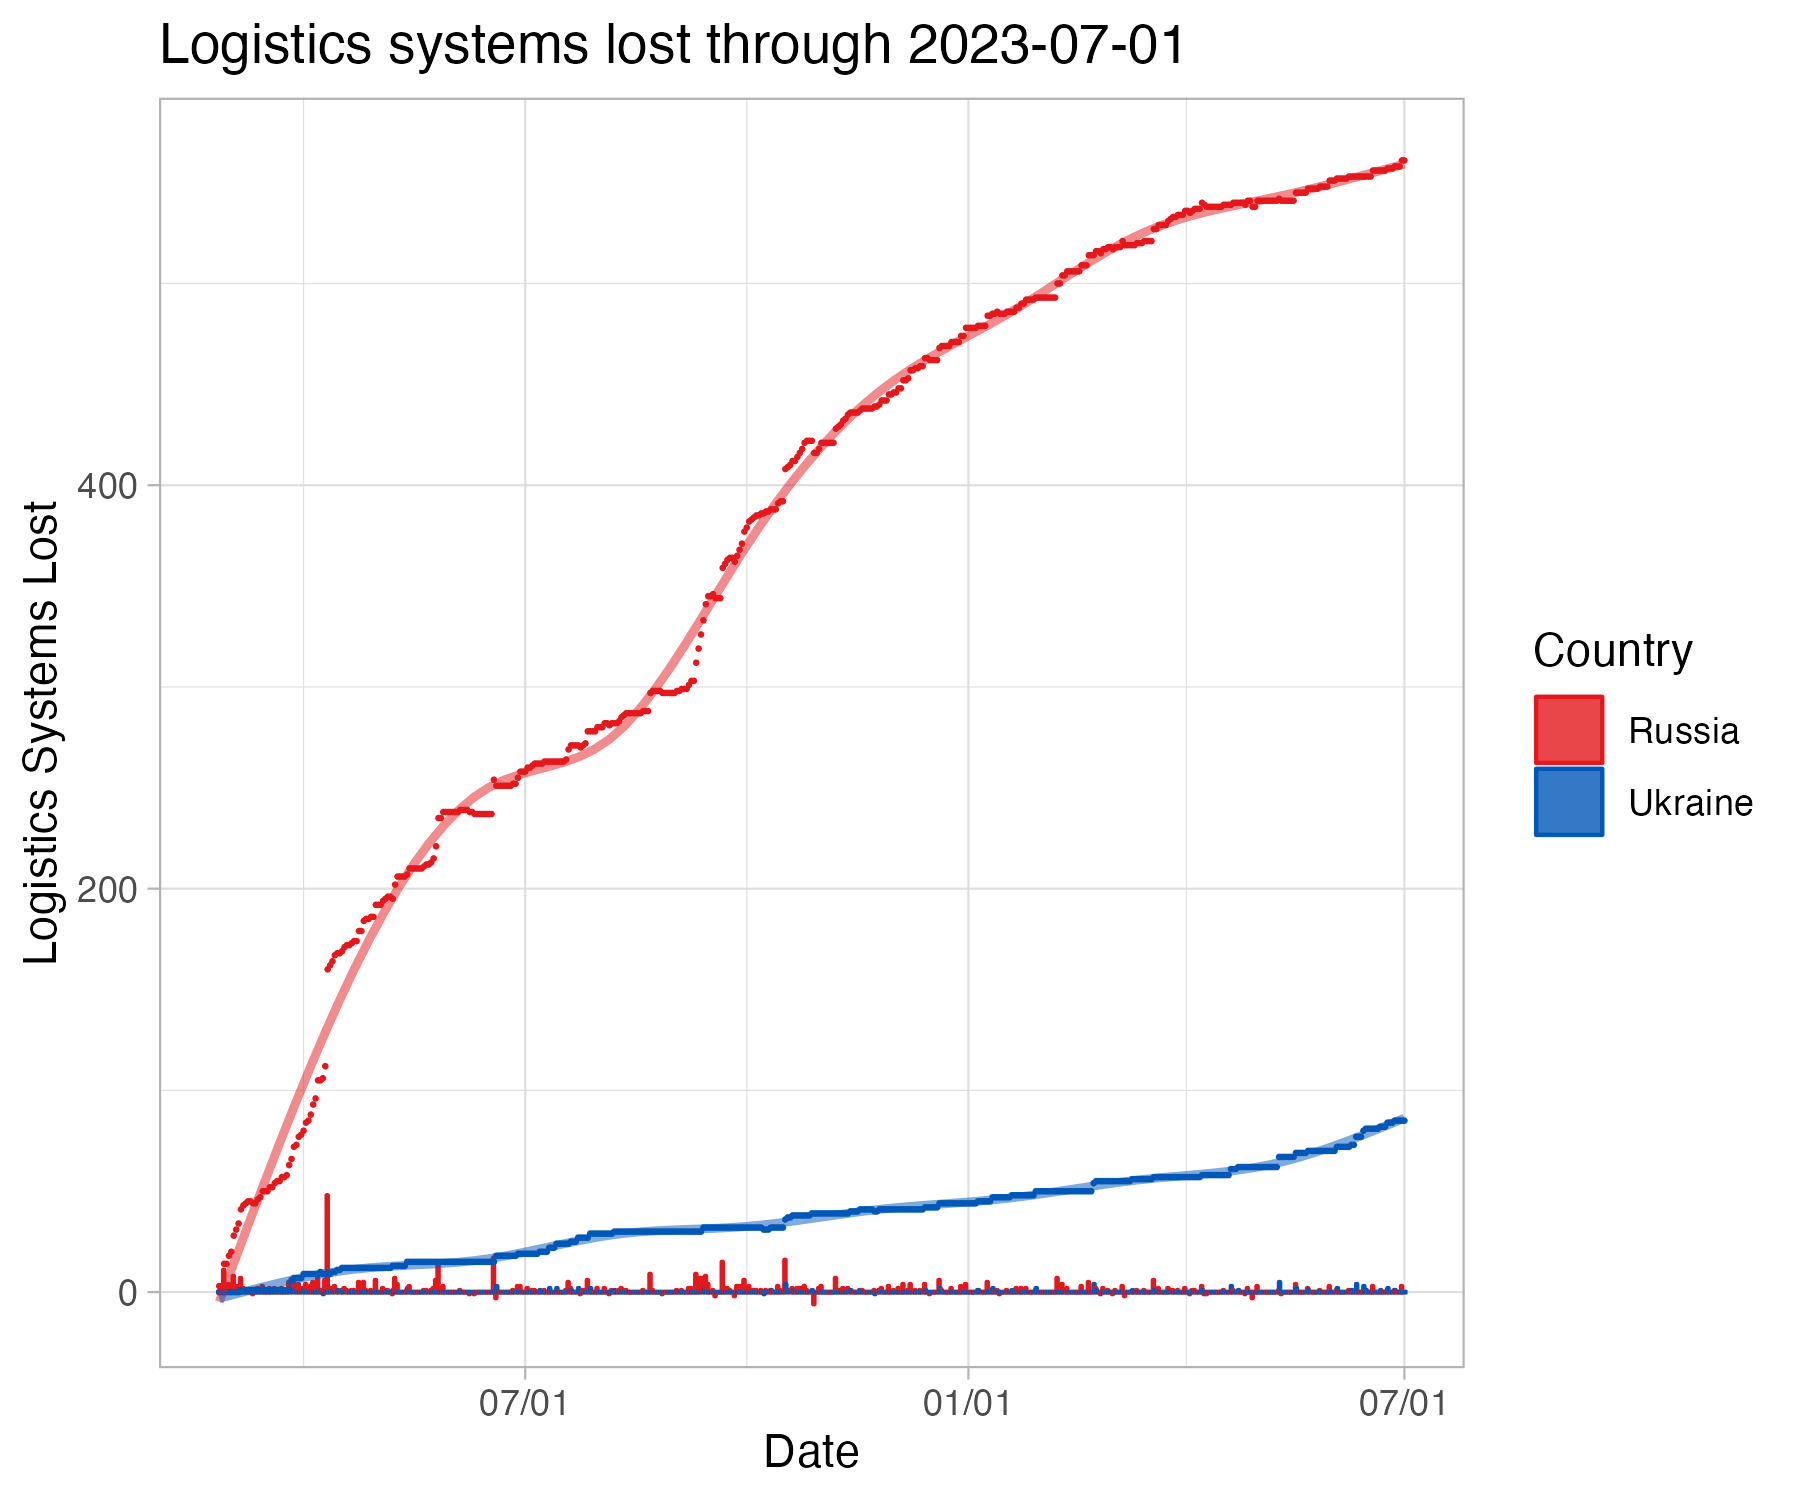 Logistics systems lost through 2023-07-01
Logistics Systems Lost
400
200
0
07/01
01/01
07/01
Date
Country
Russia
Ukraine